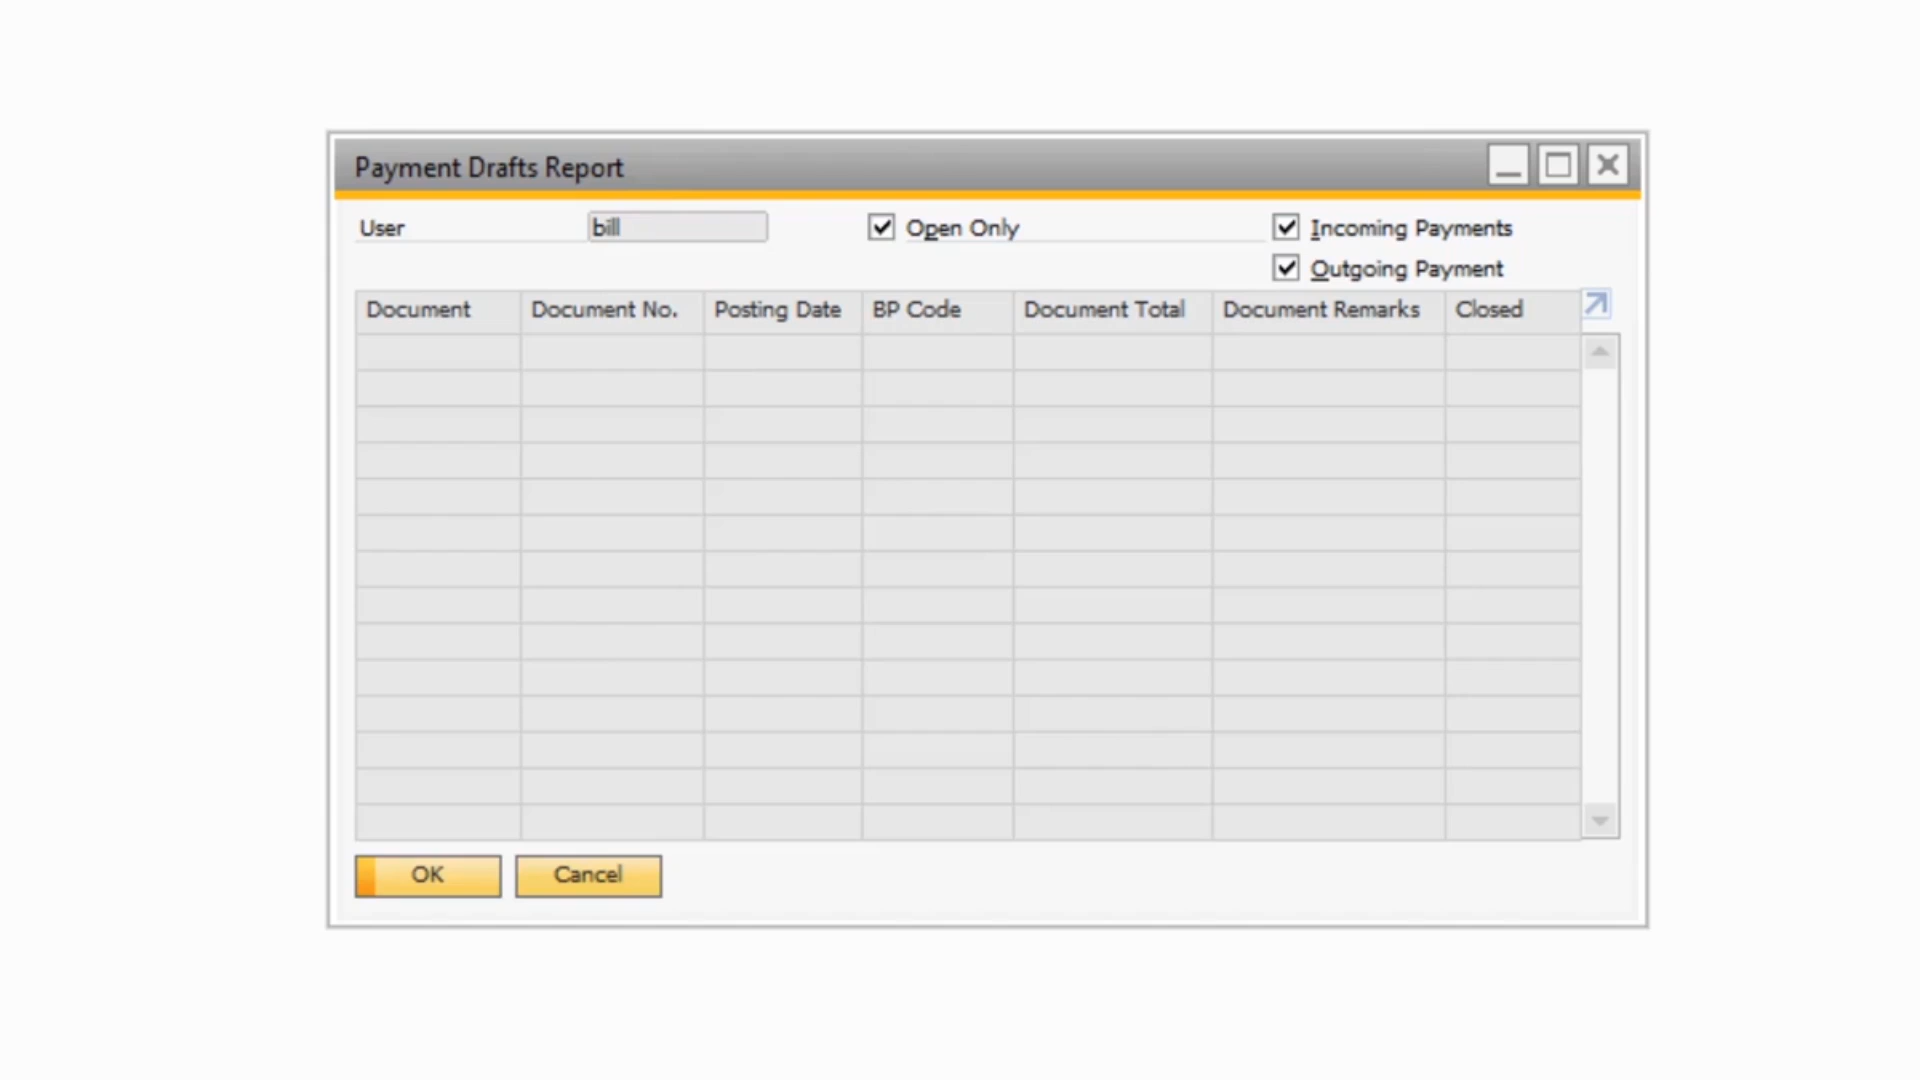 Payment Drafts Report
User bill Open Only Incoming Payments
Outgoing Payment
Document Document No. Posting Date BP Code Document Total Document Remarks Closed
OK Cancel